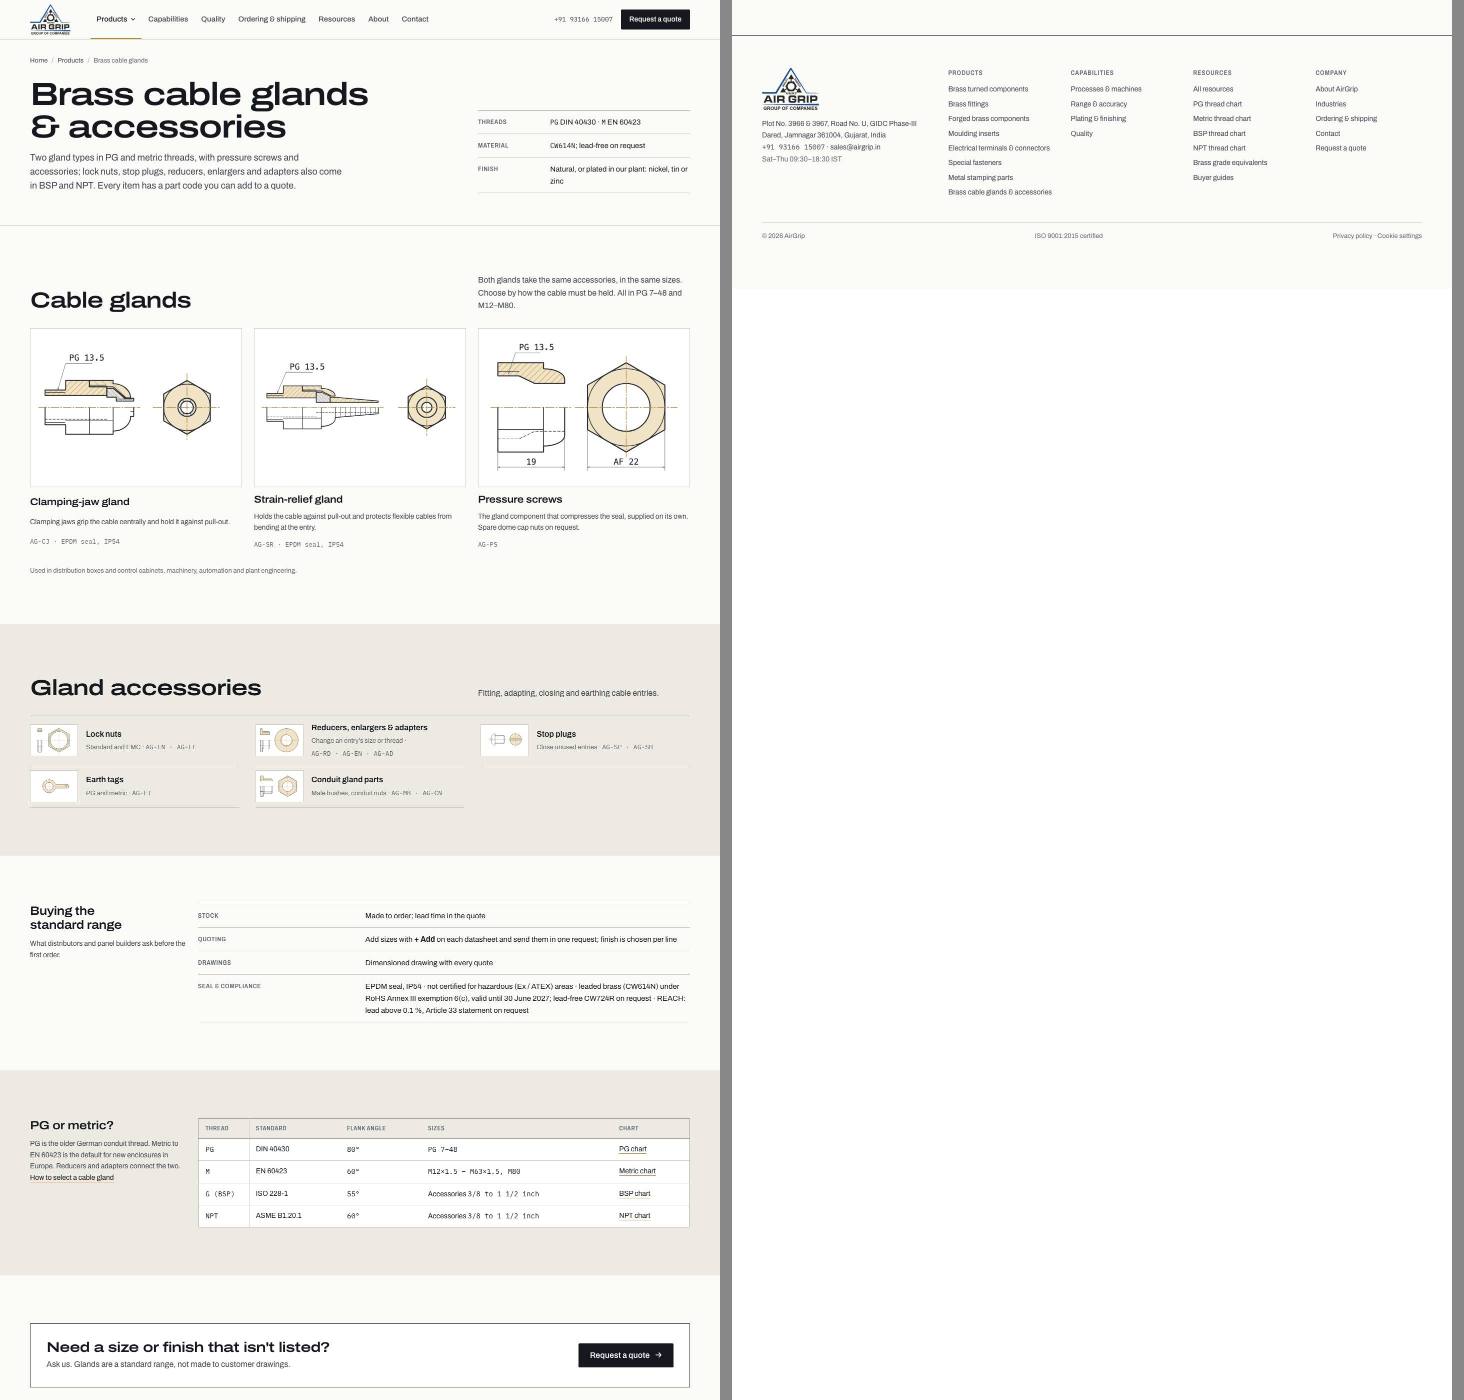 AIR GRIP
GROUP OF COMPANIES
Products
Capabilities
Quality
Ordering & shipping
Resources
About
Contact
+91 93166 15007
Request a quote
Home / Products / Brass cable glands
Brass cable glands
& accessories
Two gland types in PG and metric threads, with pressure screws and
accessories; lock nuts, stop plugs, reducers, enlargers and adapters also come
in BSP and NPT. Every item has a part code you can add to a quote.
THREADS
PG DIN 40430 · M EN 60423
MATERIAL
CW614N; lead-free on request
FINISH
Natural, or plated in our plant: nickel, tin or
zinc
Cable glands
Both glands take the same accessories, in the same sizes.
Choose by how the cable must be held. All in PG 7–48 and
M12–M80.
PG 13.5
PG 13.5
PG 13.5
19
AF 22
Clamping-jaw gland
Clamping jaws grip the cable centrally and hold it against pull-out.
AG-CJ · EPDM seal, IP54
Strain-relief gland
Holds the cable against pull-out and protects flexible cables from
bending at the entry.
AG-SR · EPDM seal, IP54
Pressure screws
The gland component that compresses the seal, supplied on its own.
Spare dome cap nuts on request.
AG-PS
Used in distribution boxes and control cabinets, machinery, automation and plant engineering.
Gland accessories
Fitting, adapting, closing and earthing cable entries.
Lock nuts
Standard and EMC ·
Reducers, enlargers & adapters
Change an entry's size or thread ·
AG-RD · AG-EN · AG-AD
Stop plugs
Close unused entries ·
Earth tags
PG and metric ·
Conduit gland parts
Male bushes, conduit nuts · AG-MH · AG-CN
Buying the
standard range
What distributors and panel builders ask before the
first order.
STOCK
Made to order; lead time in the quote
QUOTING
Add sizes with + Add on each datasheet and send them in one request; finish is chosen per line
DRAWINGS
Dimensioned drawing with every quote
SEAL & COMPLIANCE
EPDM seal, IP54 · not certified for hazardous (Ex / ATEX) areas · leaded brass (CW614N) under
RoHS Annex III exemption 6(c), valid until 30 June 2027; lead-free CW724R on request · REACH:
lead above 0.1 %, Article 33 statement on request
PG or metric?
PG is the older German conduit thread. Metric to
EN 60423 is the default for new enclosures in
Europe. Reducers and adapters connect the two.
How to select a cable gland
THREAD STANDARD FLANK ANGLE SIZES CHART
PG DIN 40430 80° PG 7–48 PG chart
M EN 60423 60° M12×1.5 – M63×1.5, M80 Metric chart
G (BSP) ISO 228-1 55° Accessories 3/8 to 1 1/2 inch BSP chart
NPT ASME B1.20.1 60° Accessories 3/8 to 1 1/2 inch NPT chart
Need a size or finish that isn't listed?
Ask us. Glands are a standard range, not made to customer drawings.
Request a quote →
AIR GRIP
GROUP OF COMPANIES
Plot No. 3966 & 3967, Road No. U, GIDC Phase-III
Dared, Jamnagar 361004, Gujarat, India
+91 93166 15007 · sales@airgrip.in
Sat–Thu 09:30–18:30 IST
PRODUCTS
Brass turned components
Brass fittings
Forged brass components
Moulding inserts
Electrical terminals & connectors
Special fasteners
Metal stamping parts
Brass cable glands & accessories
CAPABILITIES
Processes & machines
Range & accuracy
Plating & finishing
Quality
RESOURCES
All resources
PG thread chart
Metric thread chart
BSP thread chart
NPT thread chart
Brass grade equivalents
Buyer guides
COMPANY
About AirGrip
Industries
Ordering & shipping
Contact
Request a quote
© 2026 AirGrip
ISO 9001:2015 certified
Privacy policy · Cookie settings